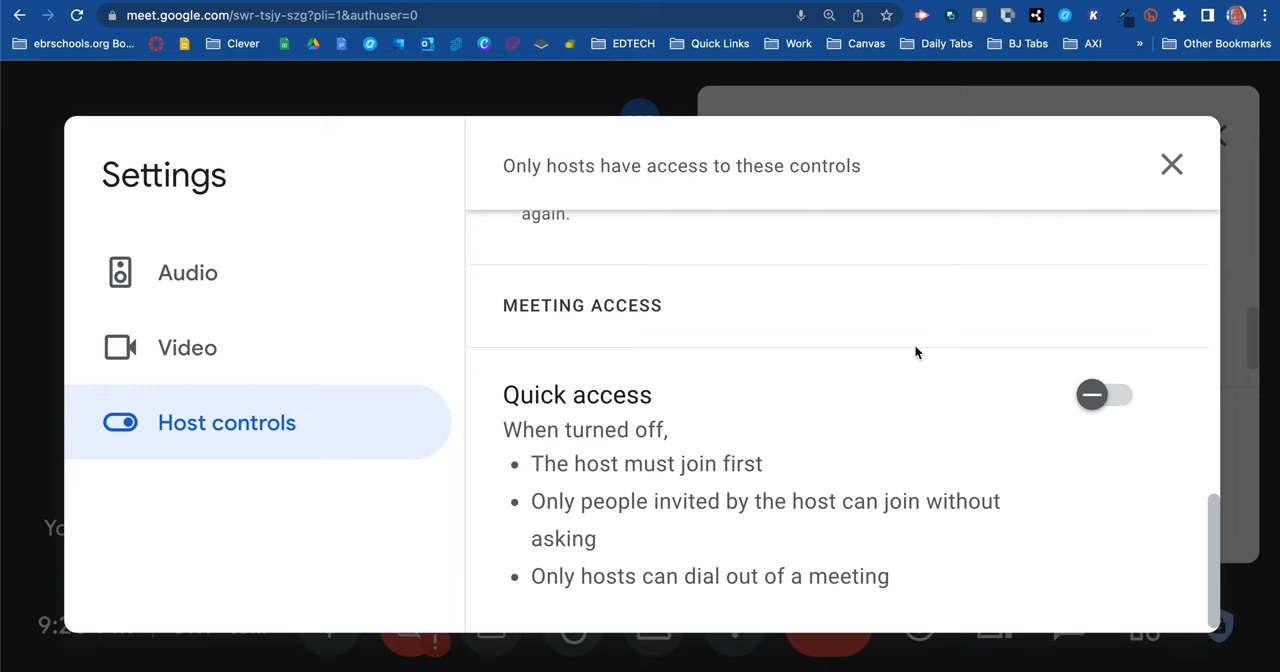 meet.google.com/swr-tsjy-szg?pli=1&authuser=0
ebrschools.org Bo... Clever EDTECH Quick Links Work Canvas Daily Tabs BJ Tabs AXI » Other Bookmarks
Settings
Audio
Video
Host controls
Only hosts have access to these controls
again.
MEETING ACCESS
Quick access
When turned off,
• The host must join first
• Only people invited by the host can join without
asking
• Only hosts can dial out of a meeting